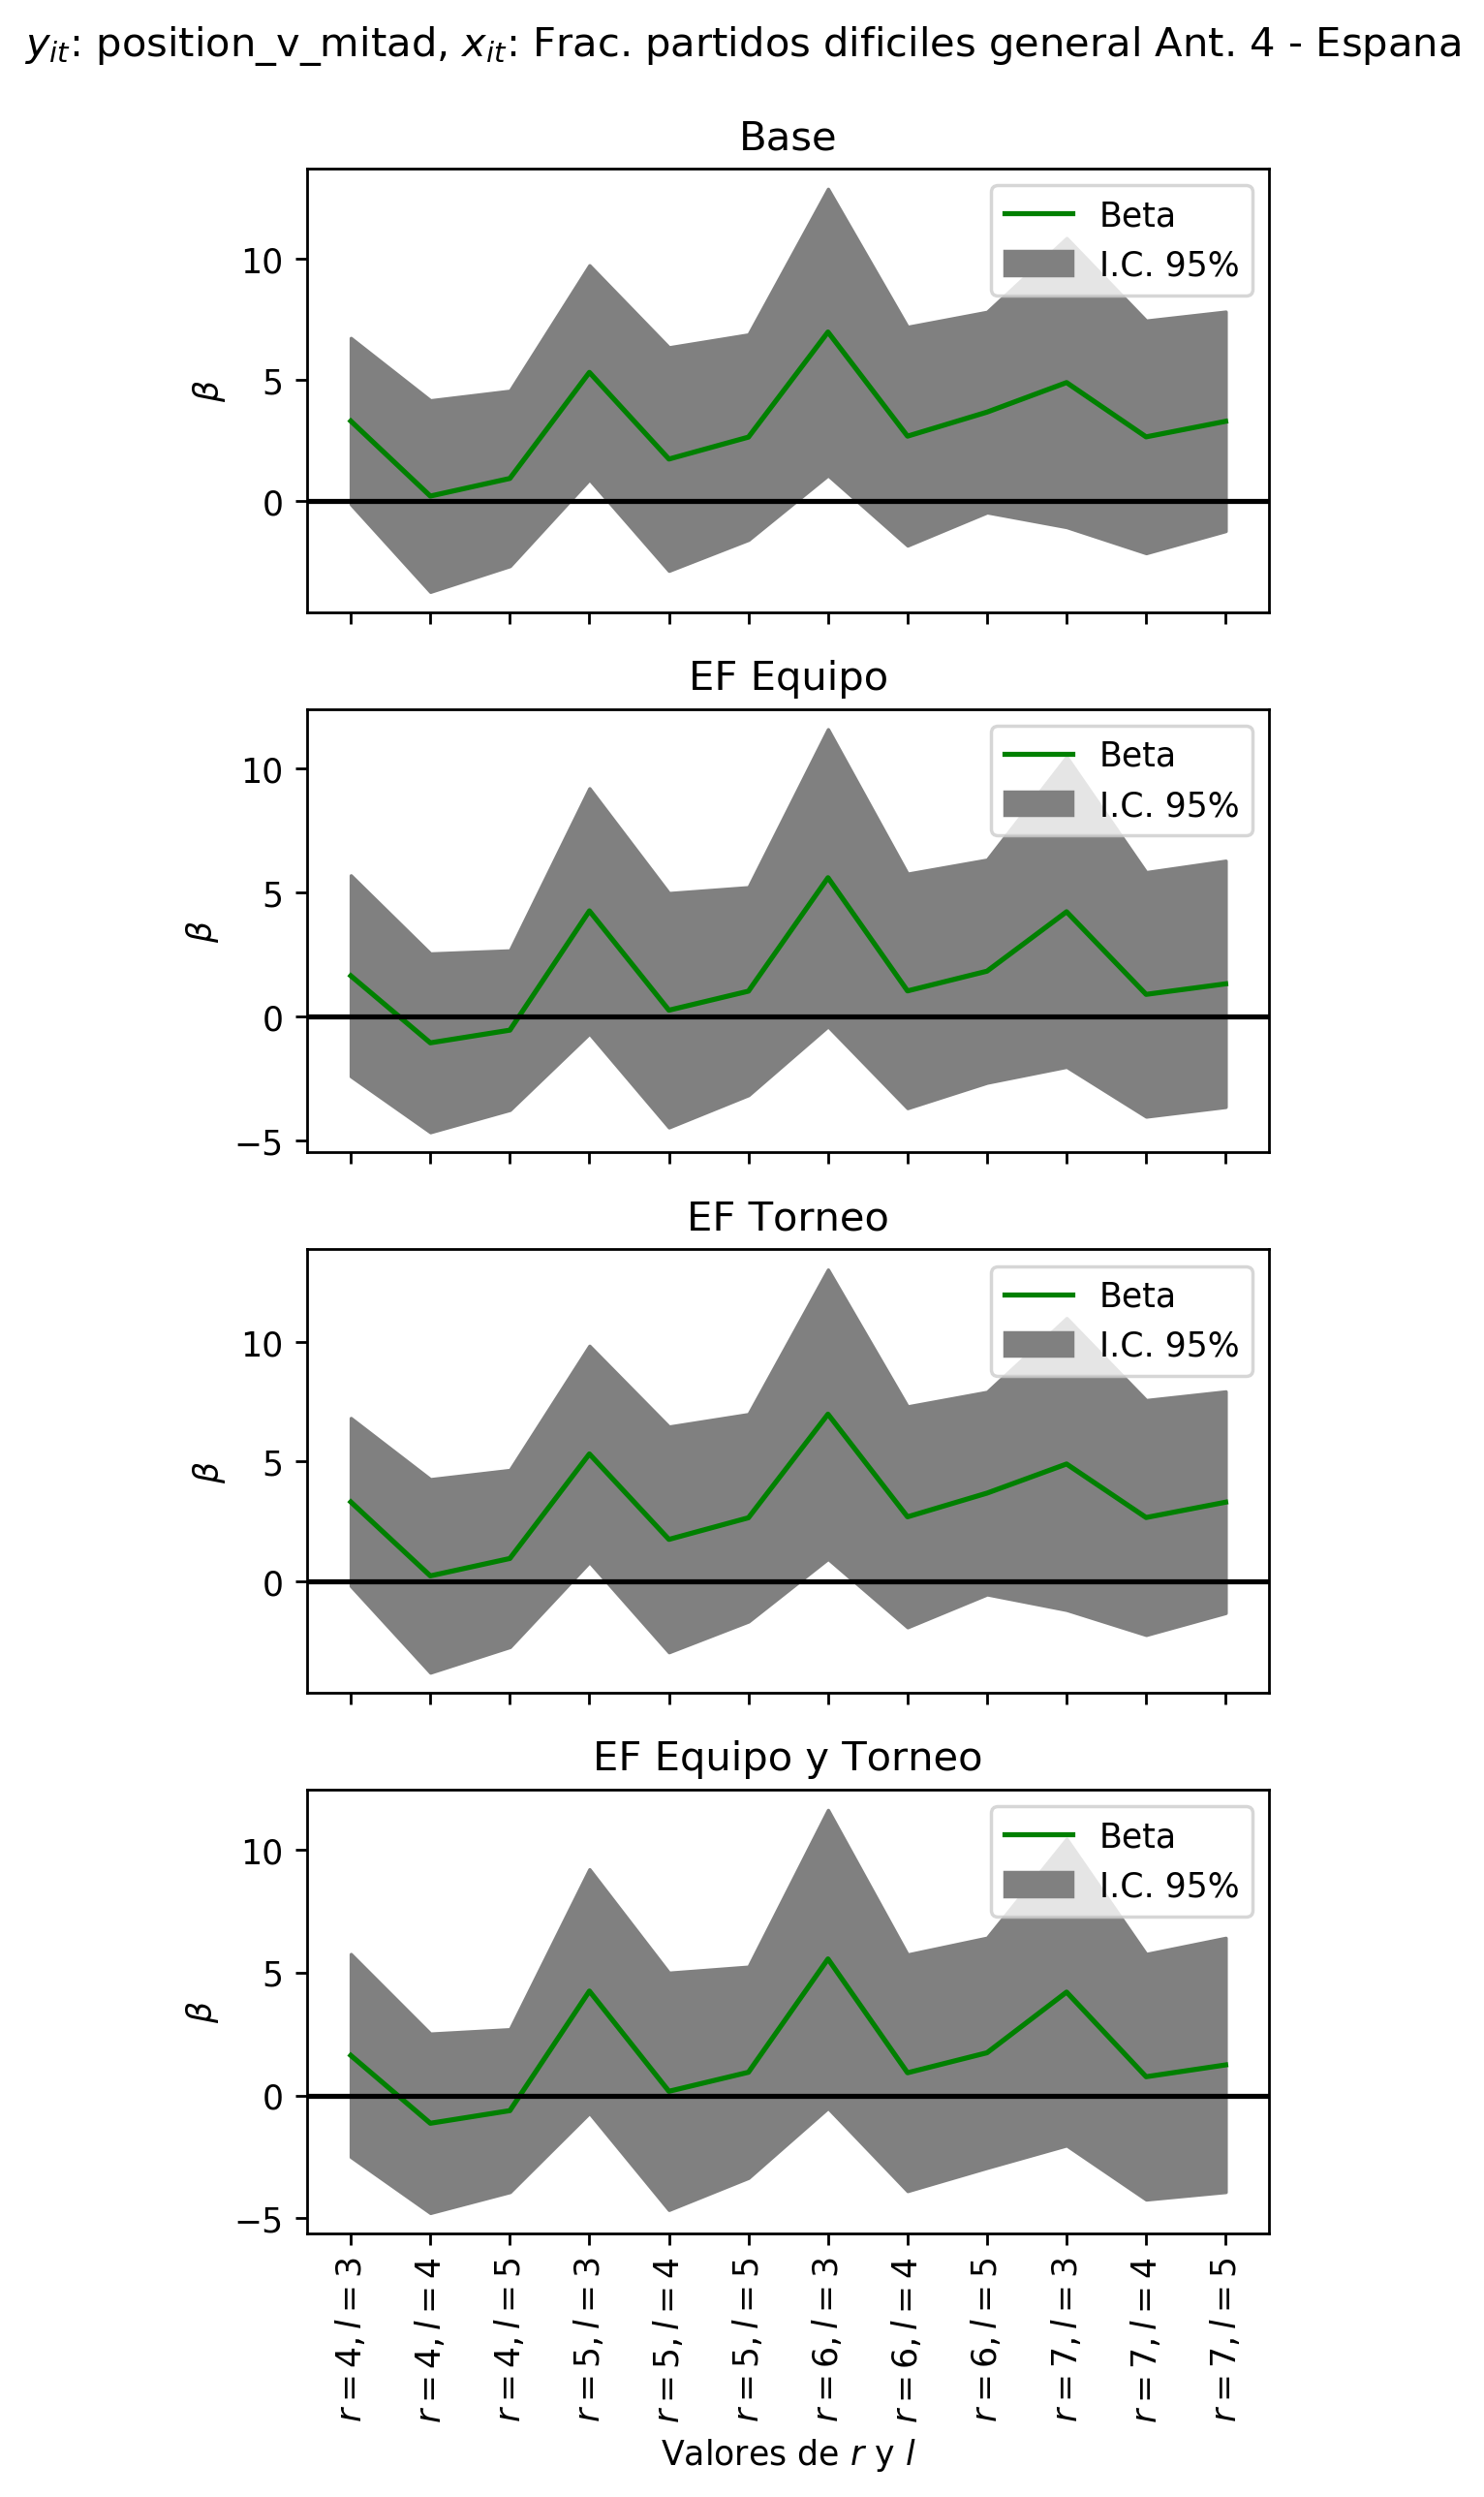 y_it: position_v_mitad, x_it: Frac. partidos dificiles general Ant. 4 - Espana
Base
Beta
I.C. 95%
10
5
0
β
EF Equipo
Beta
I.C. 95%
10
5
0
−5
β
EF Torneo
Beta
I.C. 95%
10
5
0
β
EF Equipo y Torneo
Beta
I.C. 95%
10
5
0
−5
β
r = 4, l = 3
r = 4, l = 4
r = 4, l = 5
r = 5, l = 3
r = 5, l = 4
r = 5, l = 5
r = 6, l = 3
r = 6, l = 4
r = 6, l = 5
r = 7, l = 3
r = 7, l = 4
r = 7, l = 5
Valores de r y l